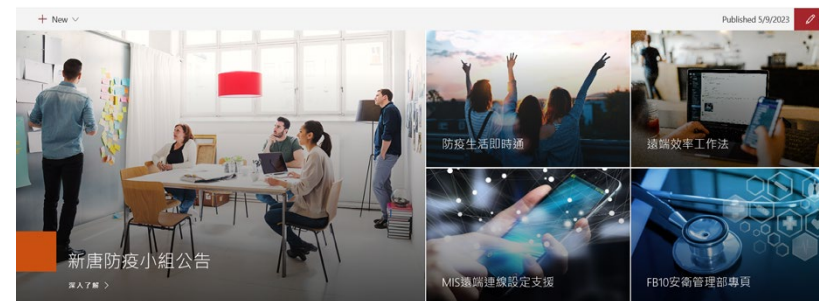 New
Published 5/9/2023
新唐防疫小組公告
深入了解
防疫生活即時通
遠端效率工作法
MIS遠端連線設定支援
FB10安衛管理部專頁